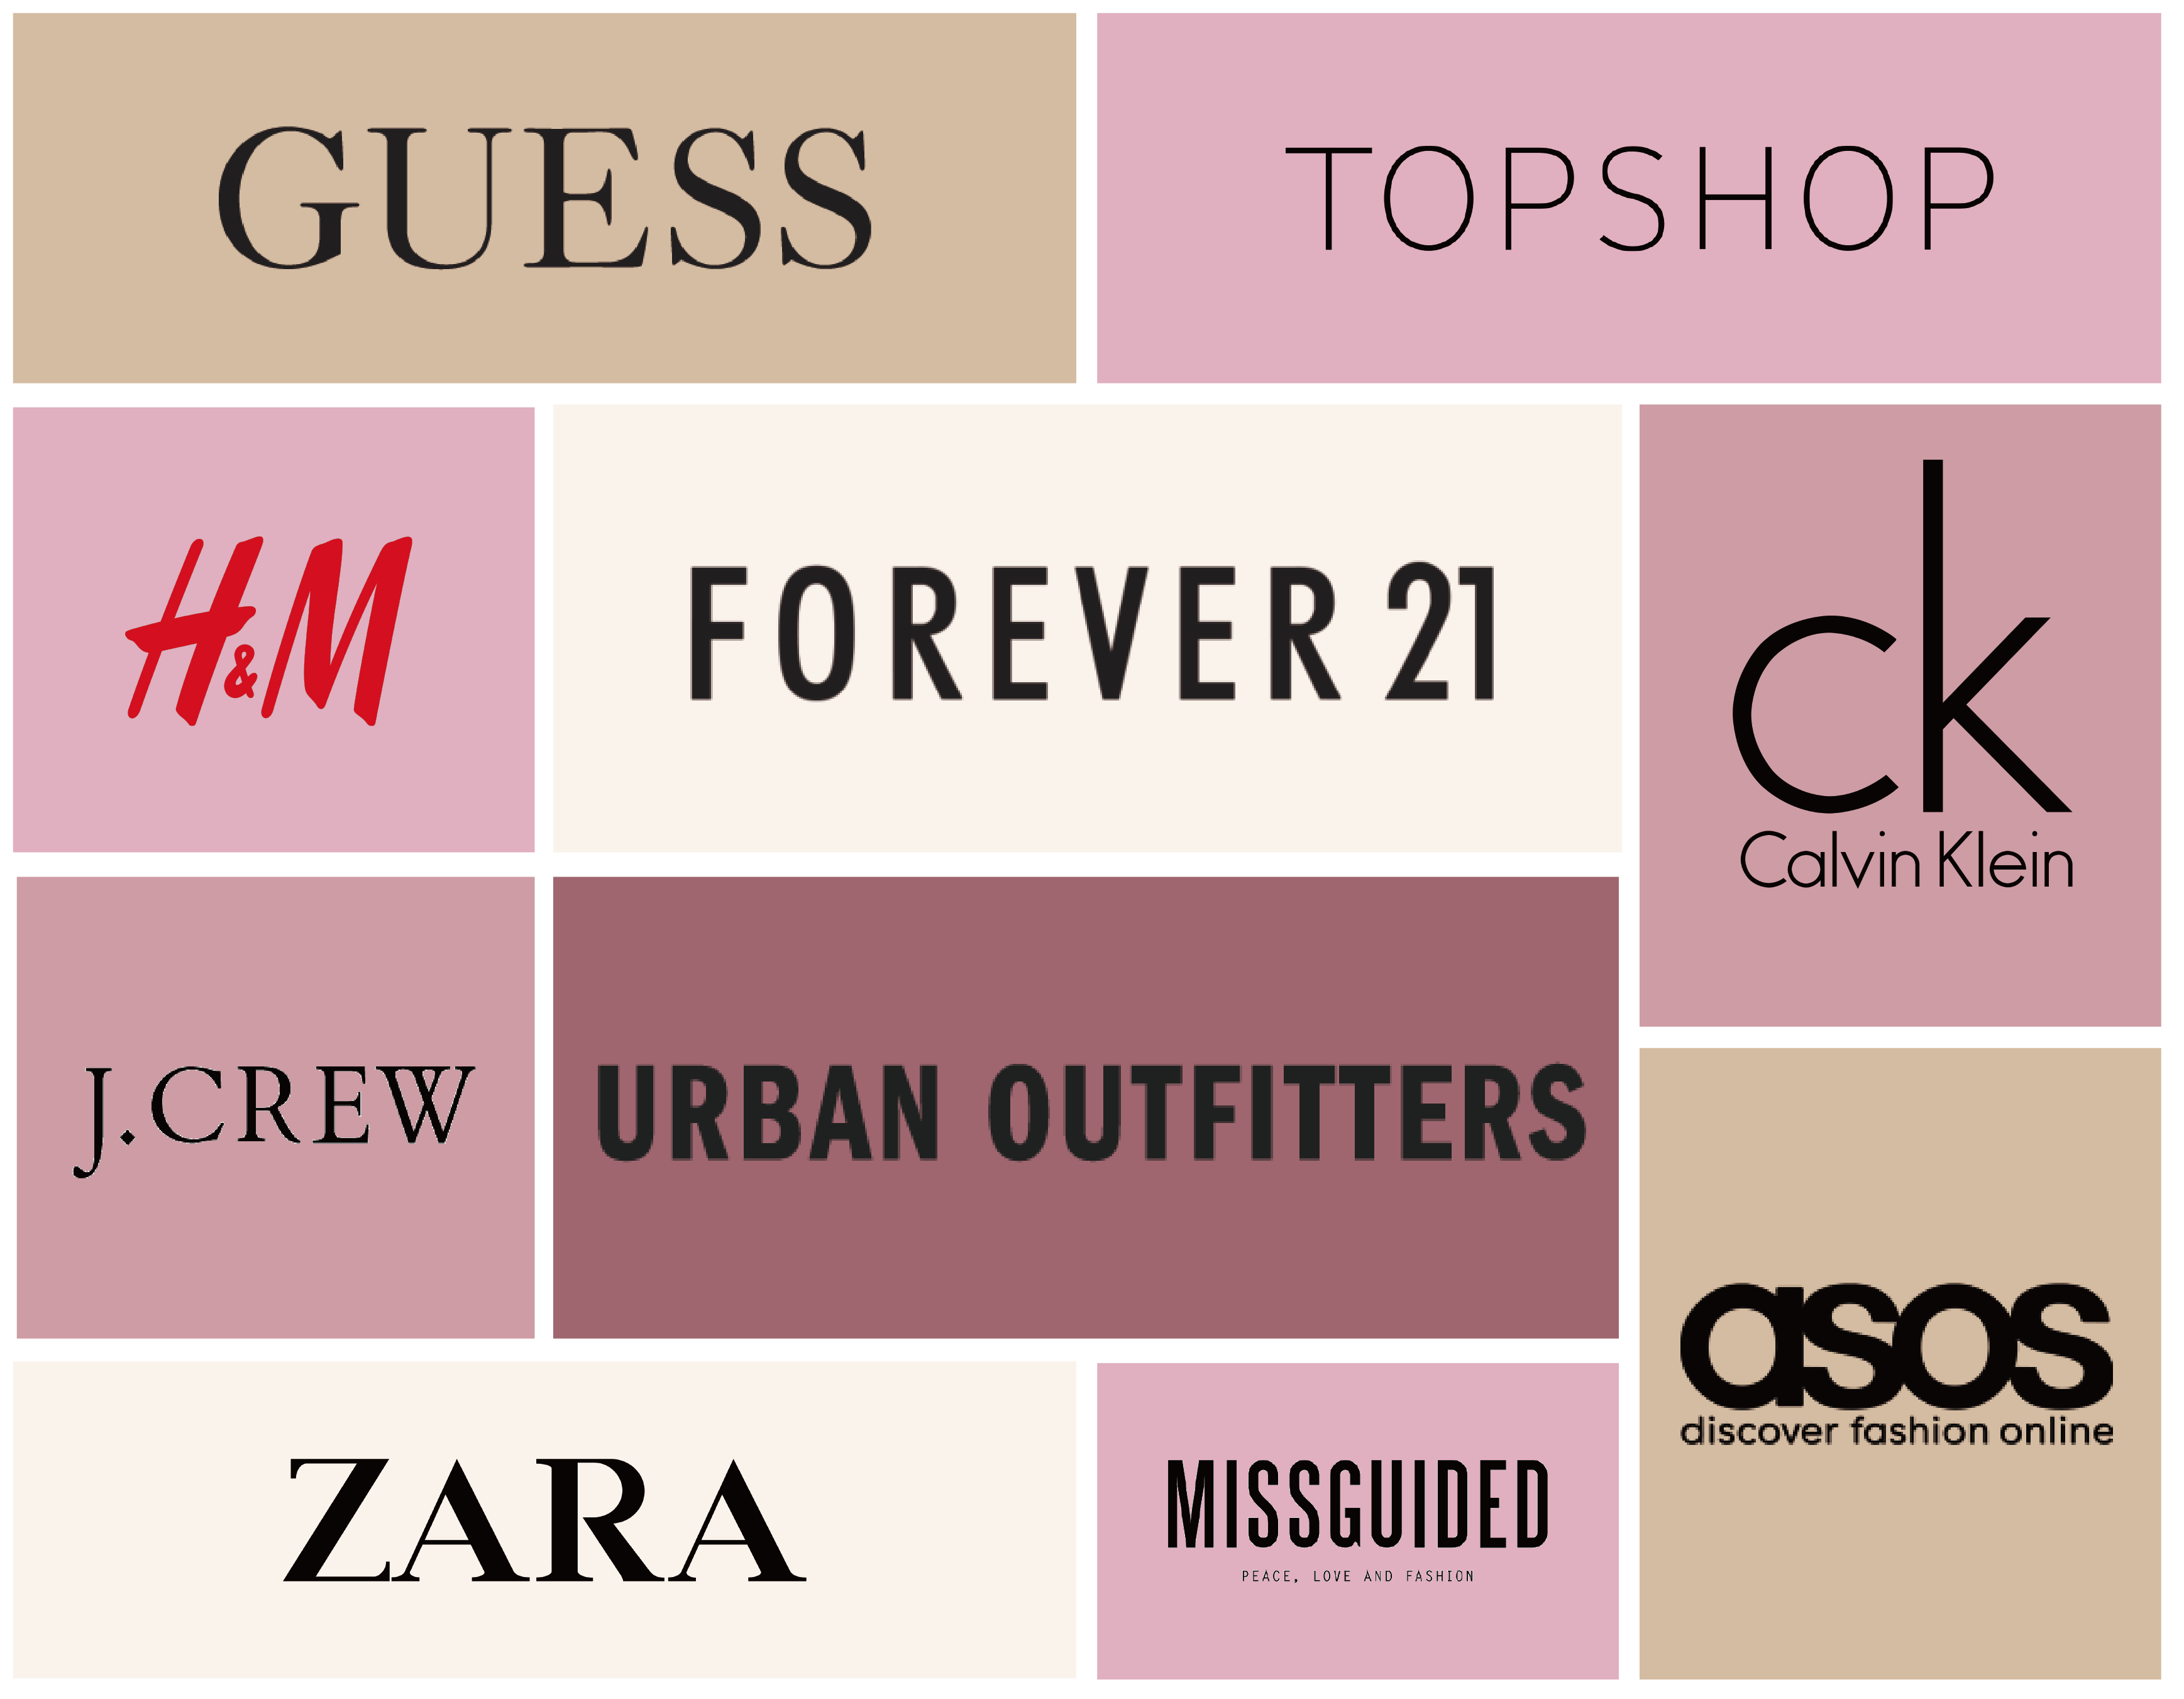 GUESS
TOPSHOP
H&M
FOREVER 21
ck
Calvin Klein
J.CREW
URBAN OUTFITTERS
asos
discover fashion online
ZARA
MISSGUIDED
PEACE, LOVE AND FASHION